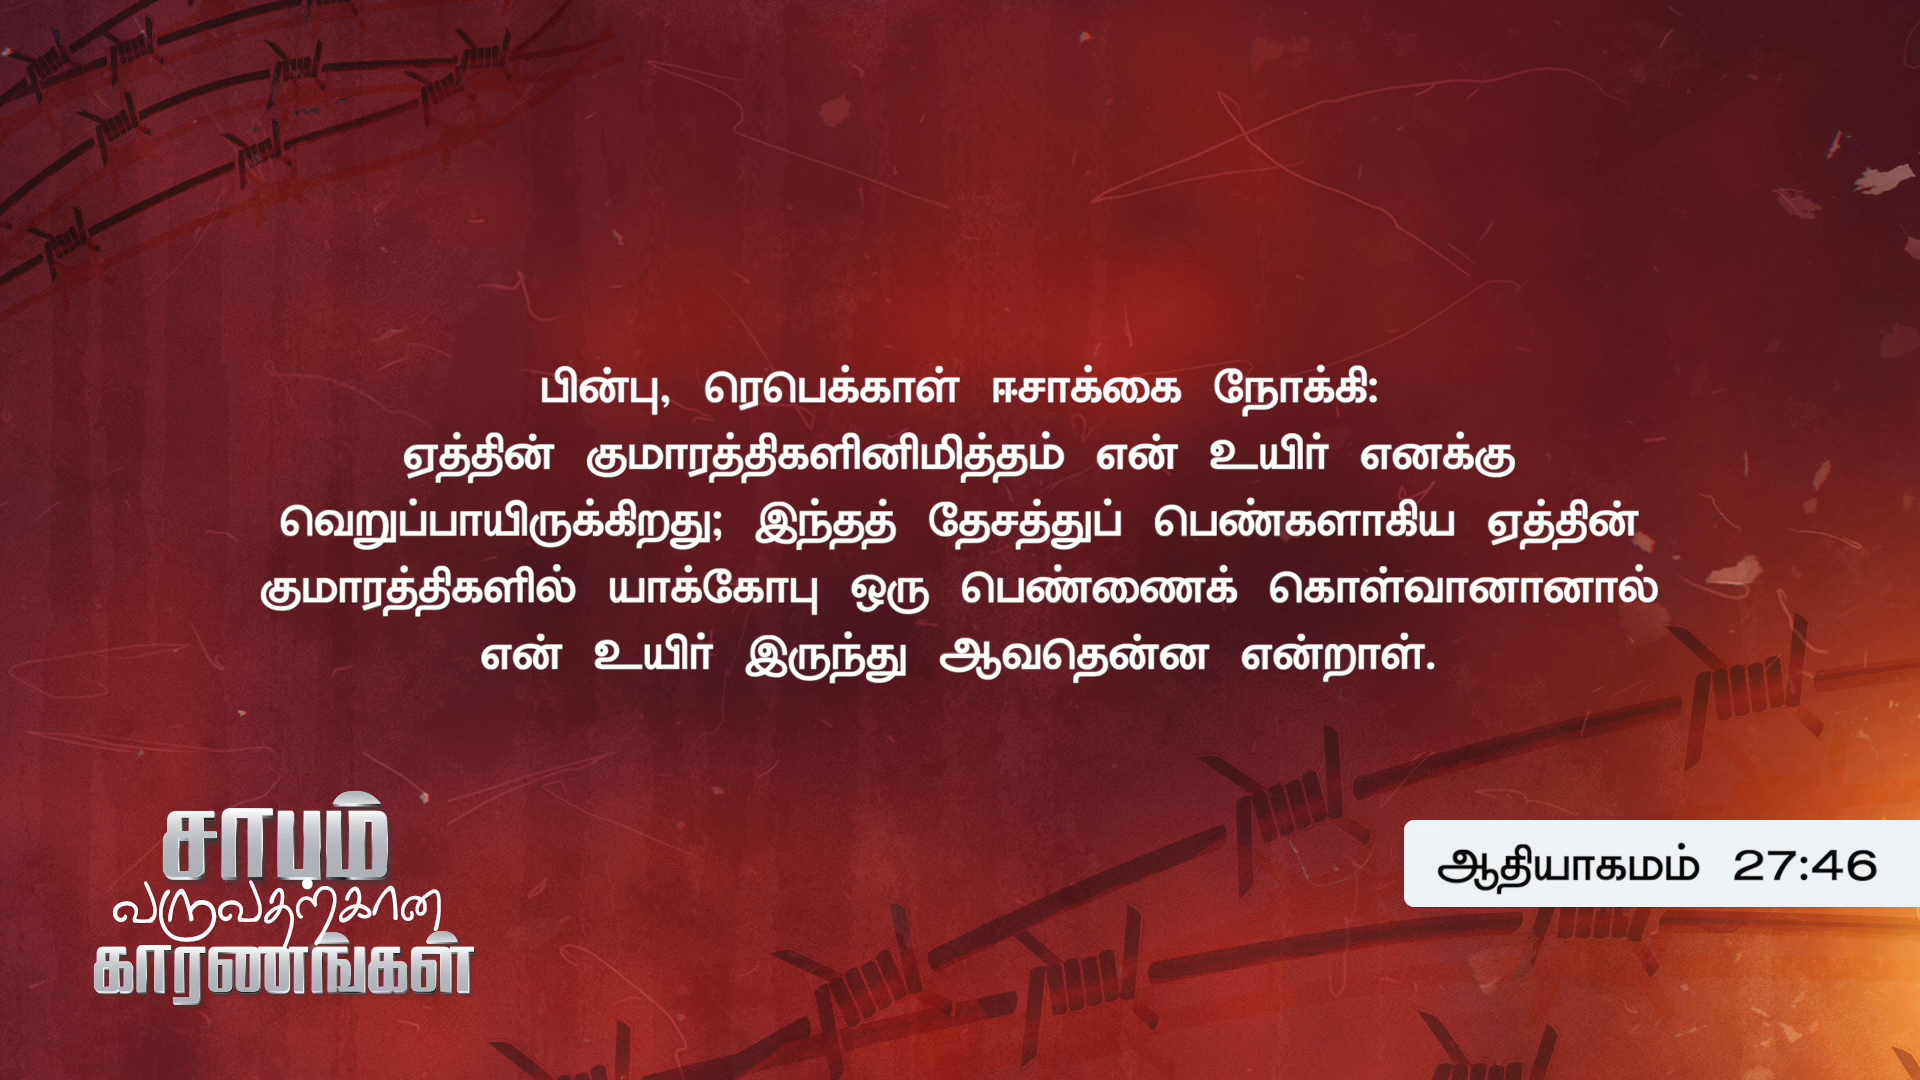 பின்பு, ரெபெக்காள் ஈசாக்கை நோக்கி:
ஏத்தின் குமாரத்திகளினிமித்தம் என் உயிர் எனக்கு
வெறுப்பாயிருக்கிறது; இந்தத் தேசத்துப் பெண்களாகிய ஏத்தின்
குமாரத்திகளில் யாக்கோபு ஒரு பெண்ணைக் கொள்வானானால்
என் உயிர் இருந்து ஆவதென்ன என்றாள்.
சாபம்
வருவதற்கான
காரணங்கள்
ஆதியாகமம் 27:46